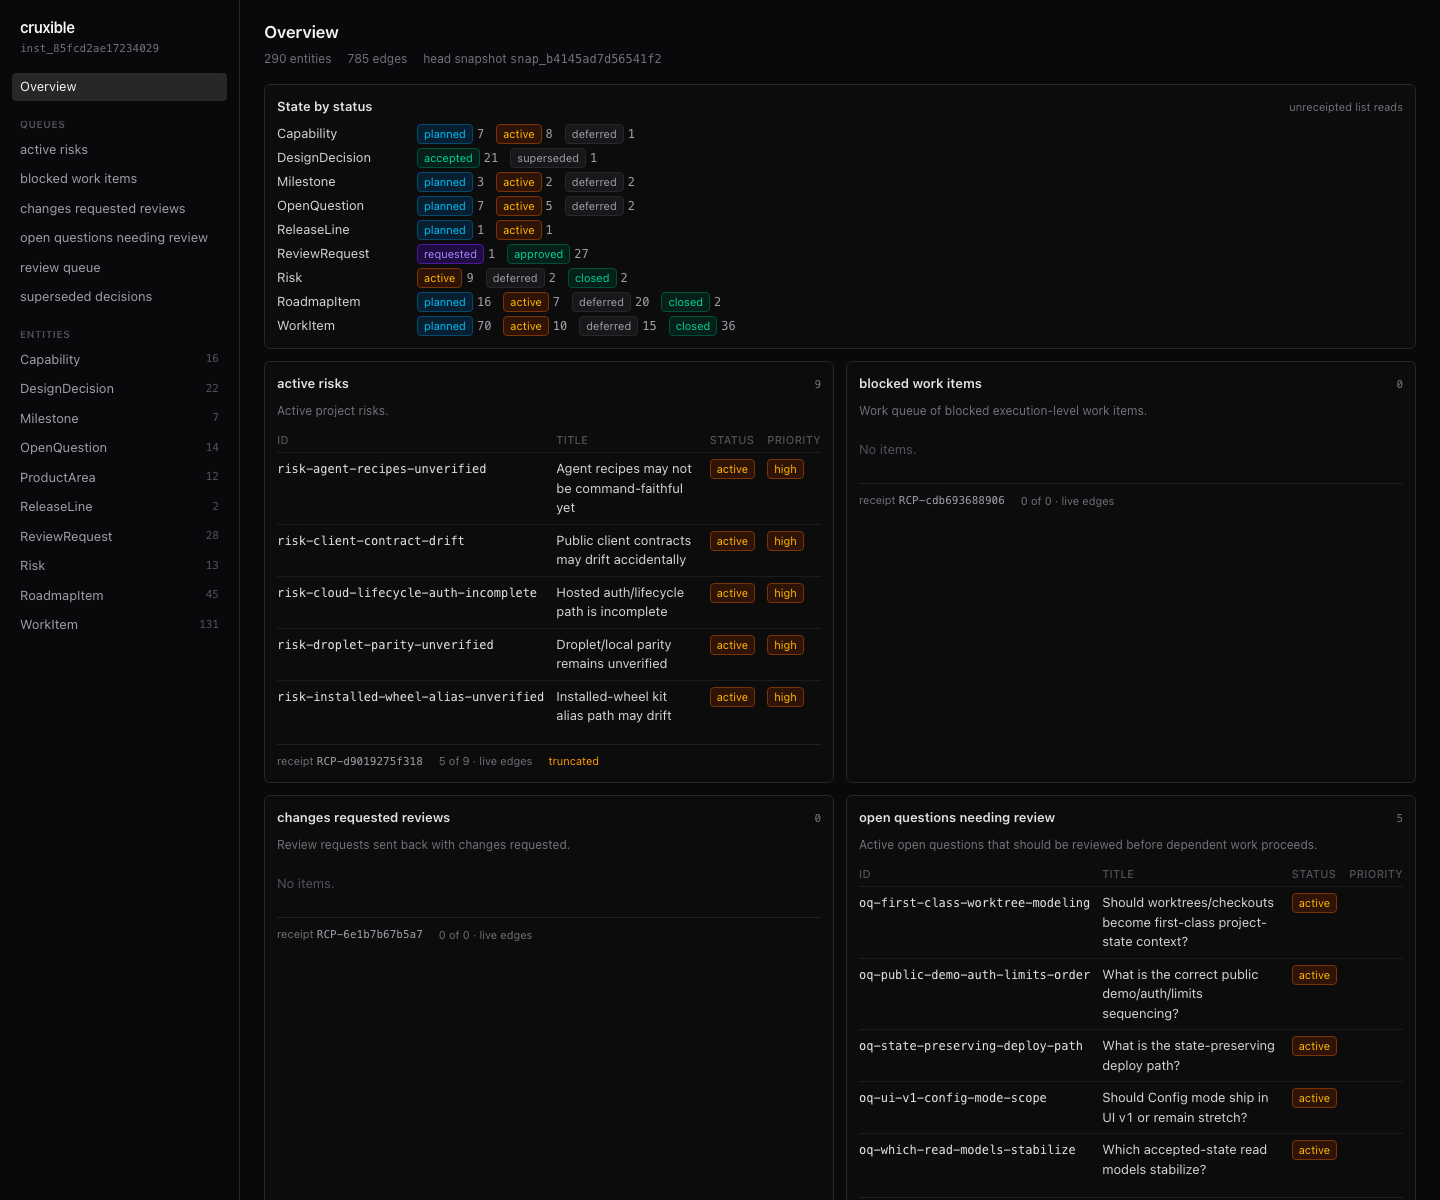 cruxible
inst_85fcd2ae17234029
Overview
QUEUES
active risks
blocked work items
changes requested reviews
open questions needing review
review queue
superseded decisions
ENTITIES
Capability 16
DesignDecision 22
Milestone 7
OpenQuestion 14
ProductArea 12
ReleaseLine 2
ReviewRequest 28
Risk 13
RoadmapItem 45
WorkItem 131
Overview
290 entities 785 edges head snapshot snap_b4145ad7d56541f2
State by status unreceipted list reads
Capability planned 7 active 8 deferred 1
DesignDecision accepted 21 superseded 1
Milestone planned 3 active 2 deferred 2
OpenQuestion planned 7 active 5 deferred 2
ReleaseLine planned 1 active 1
ReviewRequest requested 1 approved 27
Risk active 9 deferred 2 closed 2
RoadmapItem planned 16 active 7 deferred 20 closed 2
WorkItem planned 70 active 10 deferred 15 closed 36
active risks 9
Active project risks.
ID TITLE STATUS PRIORITY
risk-agent-recipes-unverified Agent recipes may not active high
be command-faithful
yet
risk-client-contract-drift Public client contracts active high
may drift accidentally
risk-cloud-lifecycle-auth-incomplete Hosted auth/lifecycle active high
path is incomplete
risk-droplet-parity-unverified Droplet/local parity active high
remains unverified
risk-installed-wheel-alias-unverified Installed-wheel kit active high
alias path may drift
receipt RCP-d9019275f318 5 of 9 · live edges truncated
blocked work items 0
Work queue of blocked execution-level work items.
No items.
receipt RCP-cdb693688906 0 of 0 · live edges
changes requested reviews 0
Review requests sent back with changes requested.
No items.
receipt RCP-6e1b7b67b5a7 0 of 0 · live edges
open questions needing review 5
Active open questions that should be reviewed before dependent work proceeds.
ID TITLE STATUS PRIORITY
oq-first-class-worktree-modeling Should worktrees/checkouts active
become first-class project-
state context?
oq-public-demo-auth-limits-order What is the correct public active
demo/auth/limits
sequencing?
oq-state-preserving-deploy-path What is the state-preserving active
deploy path?
oq-ui-v1-config-mode-scope Should Config mode ship in active
UI v1 or remain stretch?
oq-which-read-models-stabilize Which accepted-state read active
models stabilize?